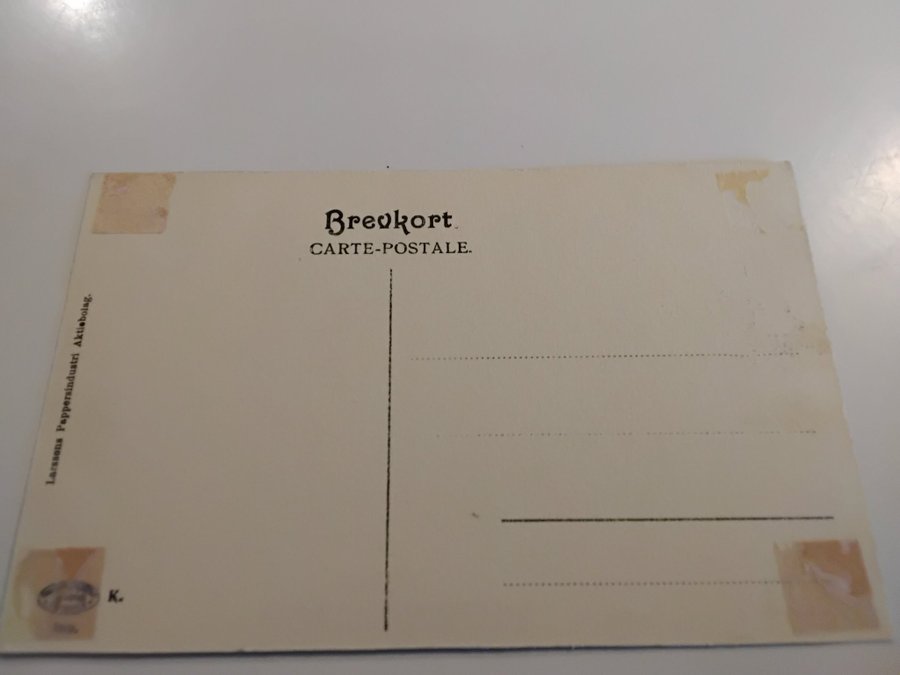 Brevkort.
CARTE-POSTALE.
Larssons Pappersindustri Aktiebolag.
K.